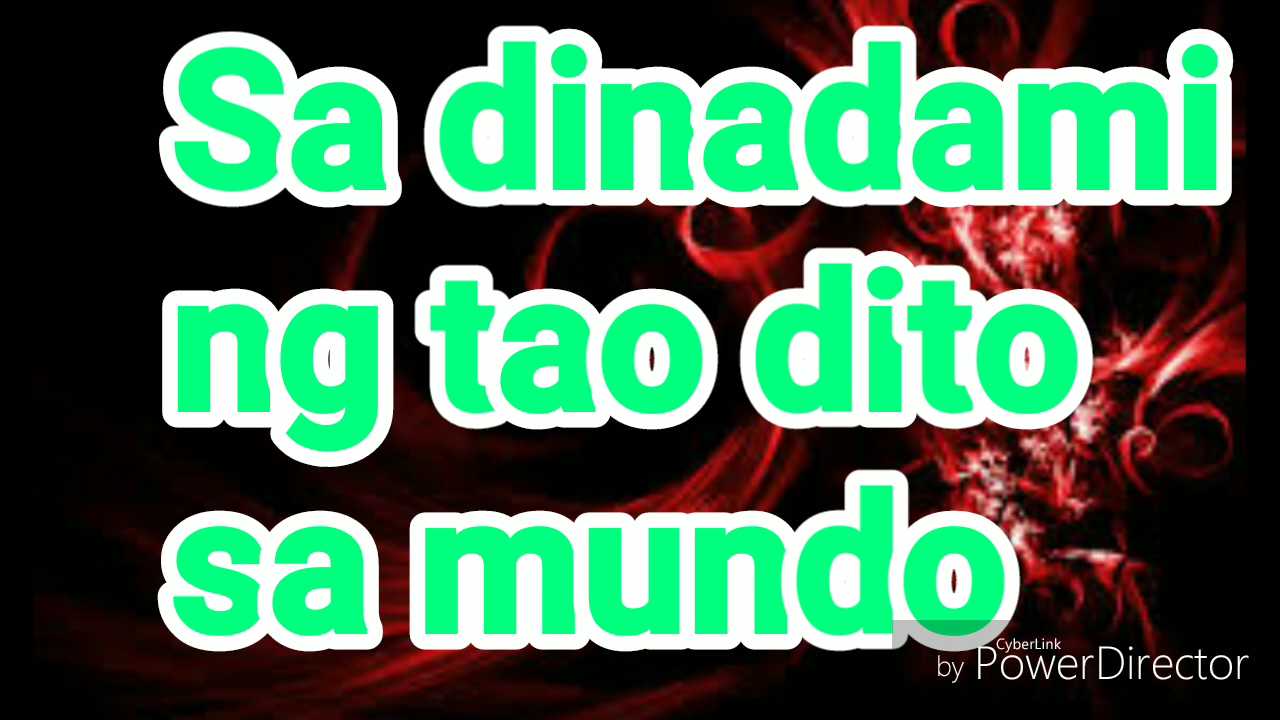 Sa dinadami
ng tao dito
sa mundo
CyberLink
by PowerDirector